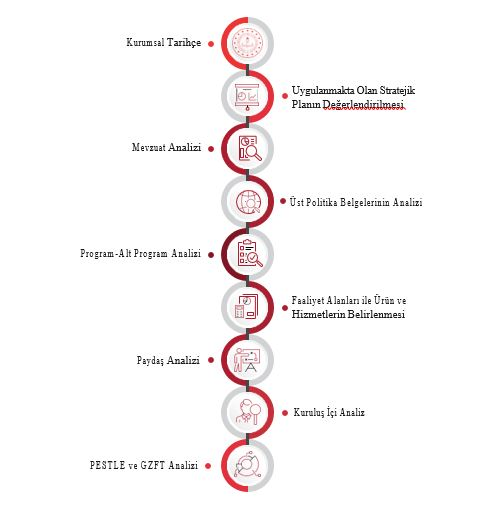 Kurumsal Tarihçe
Uygulanmakta Olan Stratejik
Planın Değerlendirilmesi
Mevzuat Analizi
Üst Politika Belgelerinin Analizi
Program-Alt Program Analizi
Faaliyet Alanları ile Ürün ve
Hizmetlerin Belirlenmesi
Paydaş Analizi
Kuruluş İçi Analiz
PESTLE ve GZFT Analizi